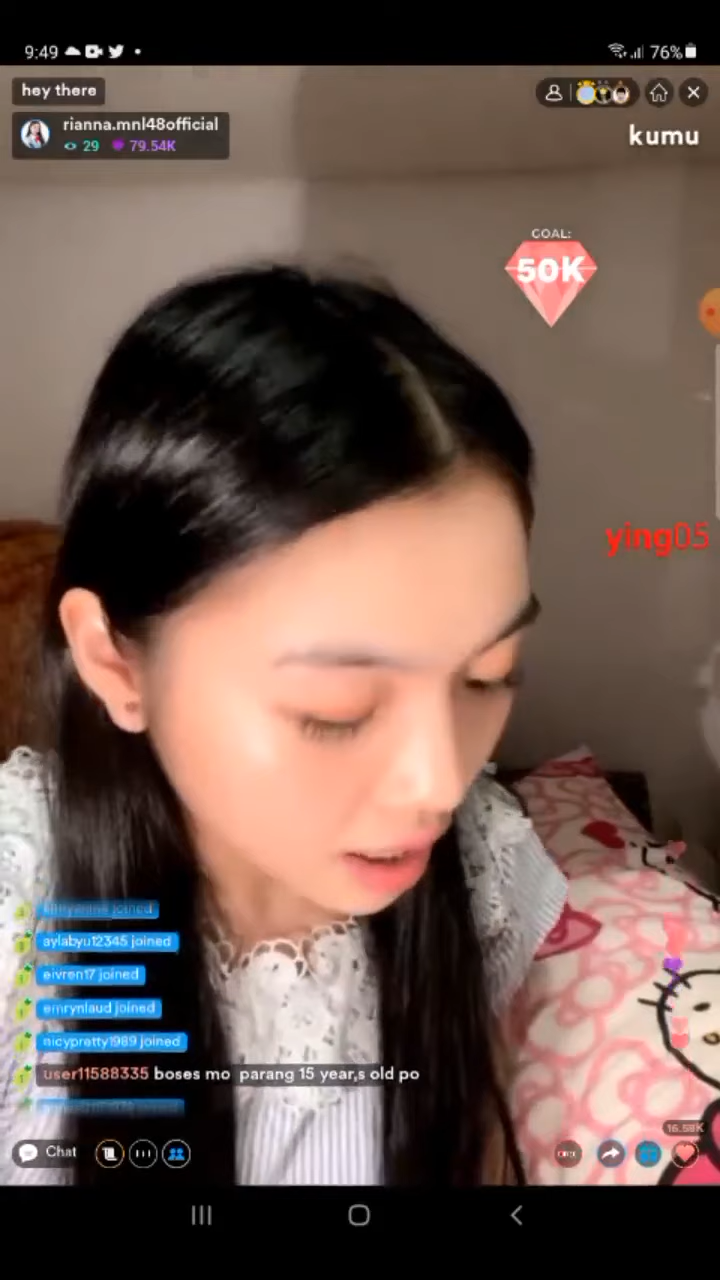 9:49
76%
hey there
rianna.mnl48official
29 79.54K
kumu
GOAL:
50K
ying05
joined
aylabyu12345 joined
eivren17 joined
emrynlaud joined
nicypretty1989 joined
user11588335 boses mo parang 15 year,s old po
16.58K
Chat